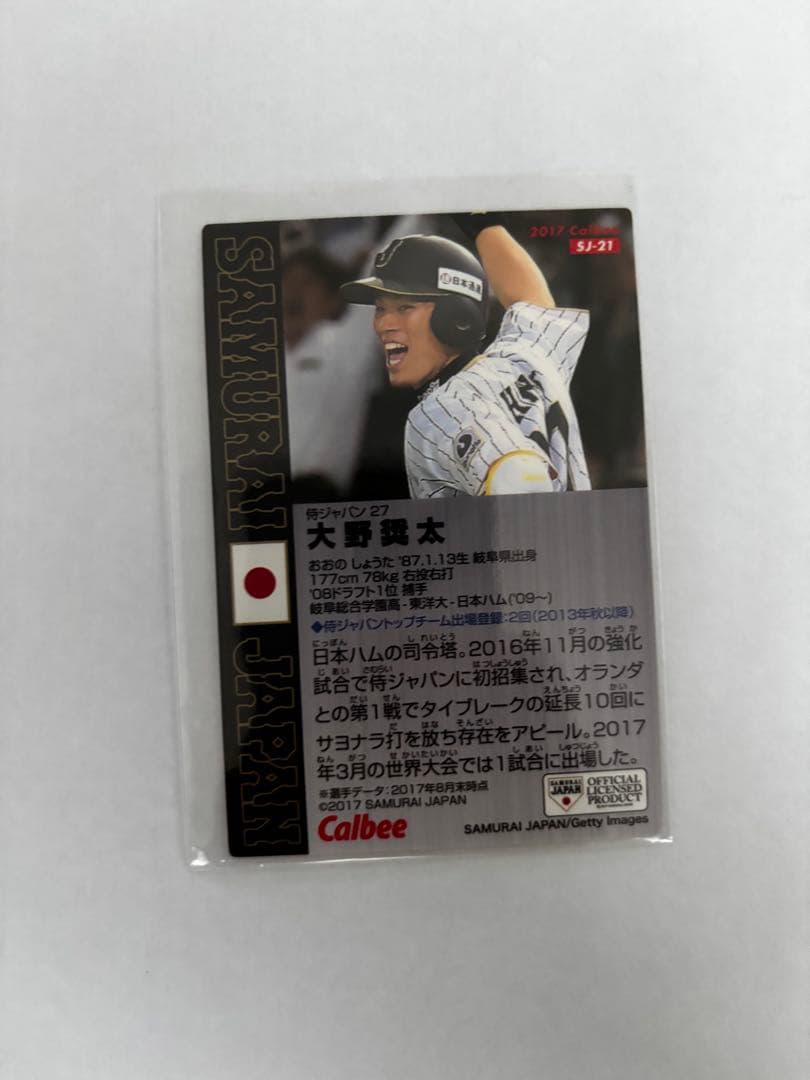 2017 Calbee
SJ-21
SAMURAI JAPAN
日本通運
侍ジャパン 27
大野奨太
おおの しょうた '87.1.13生 岐阜県出身
177cm 78kg 右投右打
'08ドラフト1位 捕手
岐阜総合学園高-東洋大-日本ハム('09〜)
◆侍ジャパントップチーム出場登録:2回(2013年秋以降)
日本ハムの司令塔。2016年11月の強化
試合で侍ジャパンに初招集され、オランダ
との第1戦でタイブレークの延長10回に
サヨナラ打を放ち存在をアピール。2017
年3月の世界大会では1試合に出場した。
※選手データ:2017年8月末時点
©2017 SAMURAI JAPAN
Calbee
SAMURAI
JAPAN
OFFICIAL
LICENSED
PRODUCT
SAMURAI JAPAN/Getty Images